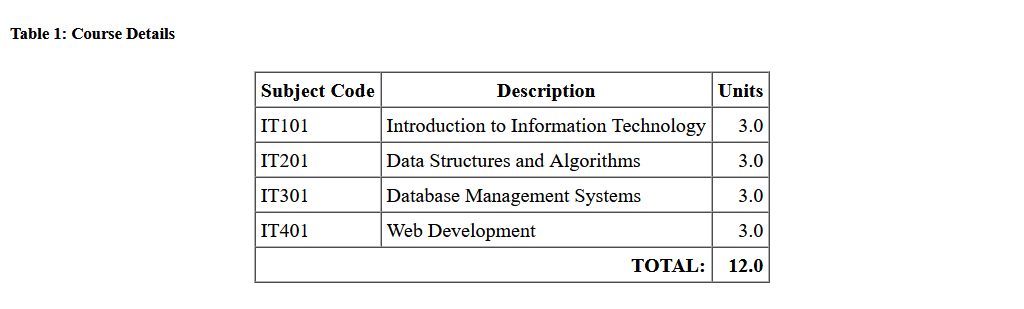 Table 1: Course Details
Subject Code Description Units
IT101 Introduction to Information Technology 3.0
IT201 Data Structures and Algorithms 3.0
IT301 Database Management Systems 3.0
IT401 Web Development 3.0
TOTAL: 12.0